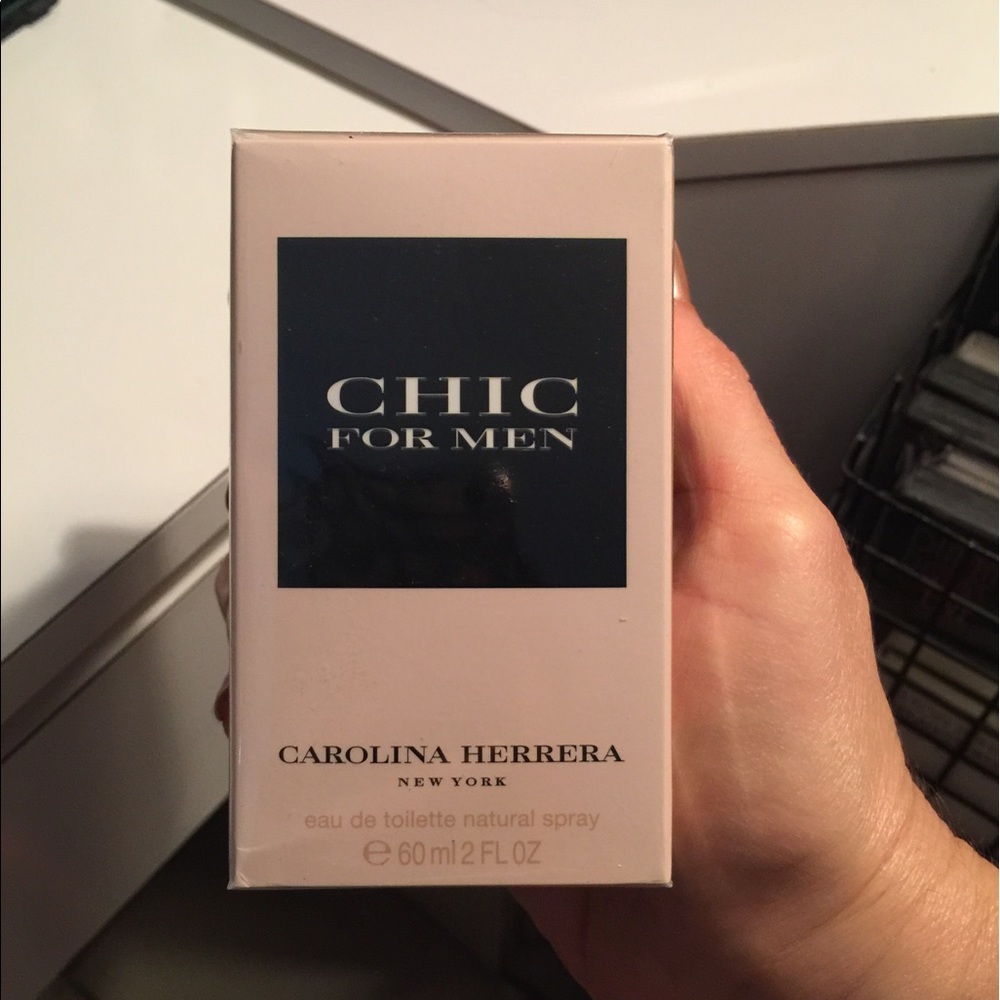 CHIC
FOR MEN
CAROLINA HERRERA
NEW YORK
eau de toilette natural spray
℮ 60 ml 2 FL OZ